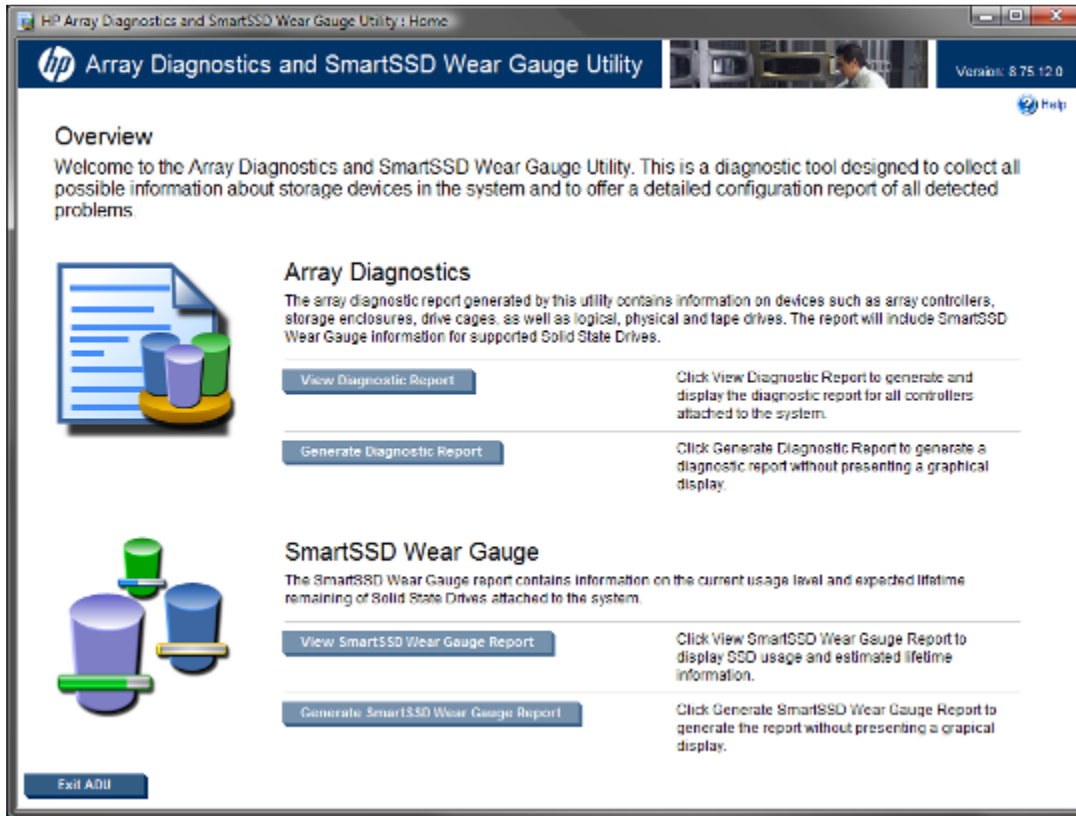 HP Array Diagnostics and SmartSSD Wear Gauge Utility : Home
hp Array Diagnostics and SmartSSD Wear Gauge Utility
Version: 8.75.12.0
Help
Overview
Welcome to the Array Diagnostics and SmartSSD Wear Gauge Utility. This is a diagnostic tool designed to collect all
possible information about storage devices in the system and to offer a detailed configuration report of all detected
problems.
Array Diagnostics
The array diagnostic report generated by this utility contains information on devices such as array controllers,
storage enclosures, drive cages, as well as logical, physical and tape drives. The report will include SmartSSD
Wear Gauge information for supported Solid State Drives.
View Diagnostic Report
Click View Diagnostic Report to generate and
display the diagnostic report for all controllers
attached to the system.
Generate Diagnostic Report
Click Generate Diagnostic Report to generate a
diagnostic report without presenting a graphical
display.
SmartSSD Wear Gauge
The SmartSSD Wear Gauge report contains information on the current usage level and expected lifetime
remaining of Solid State Drives attached to the system.
View SmartSSD Wear Gauge Report
Click View SmartSSD Wear Gauge Report to
display SSD usage and estimated lifetime
information.
Generate SmartSSD Wear Gauge Report
Click Generate SmartSSD Wear Gauge Report to
generate the report without presenting a grapical
display.
Exit ADU